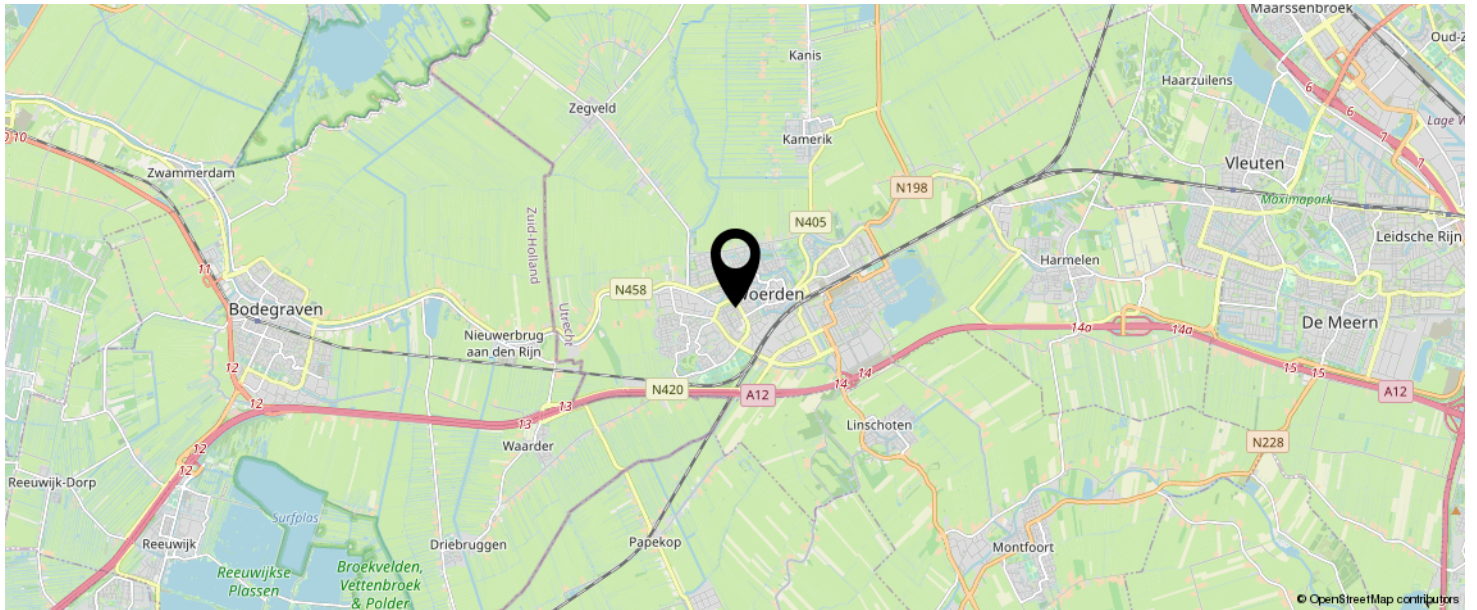 Maarssenbroek
Kanis
Oud-Z
Haarzuilens
6
6
Zegveld
Lage W
Kamerik
7
7
10
Zwammerdam
Vleuten
N198
Máximapark
Zuid-Holland
N405
Leidsche Rijn
11
Harmelen
N458
oerden
Bodegraven
Utrecht
De Meern
14a
14a
Nieuwerbrug
aan den Rijn
12
15
15
14
14
N420
A12
A12
12
13
13
Linschoten
Waarder
N228
12
12
Reeuwijk-Dorp
Surfplas
Reeuwijk
Driebruggen
Papekop
Montfoort
Reeuwijkse
Plassen
Broekvelden,
Vettenbroek
& Polder
© OpenStreetMap contributors